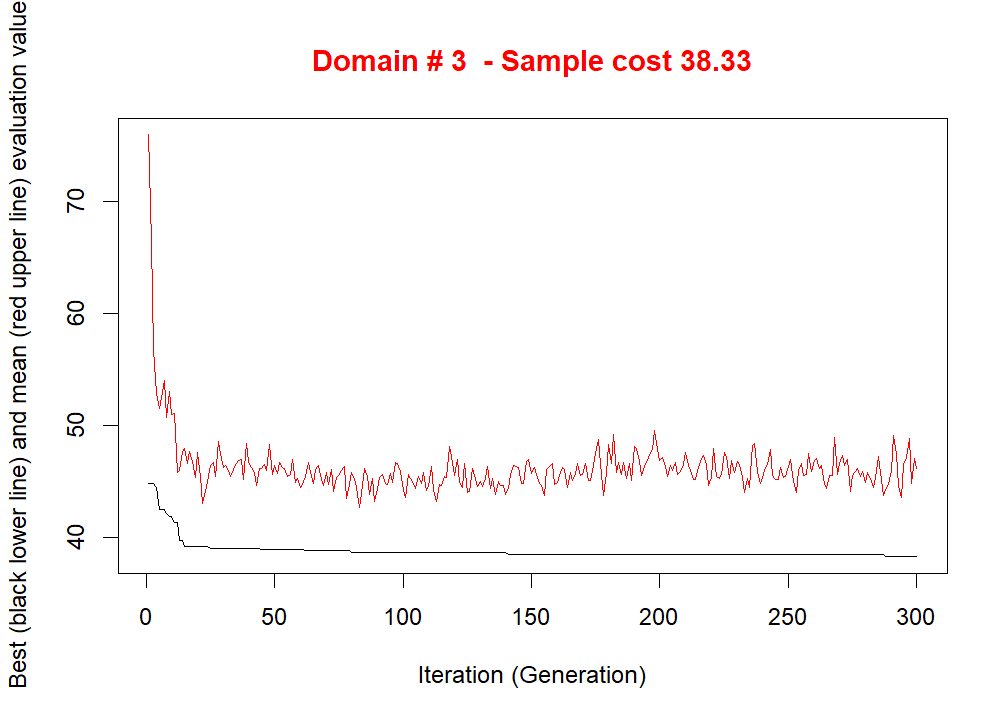 Domain # 3  - Sample cost 38.33
Best (black lower line) and mean (red upper line) evaluation value
70
60
50
40
0 50 100 150 200 250 300
Iteration (Generation)